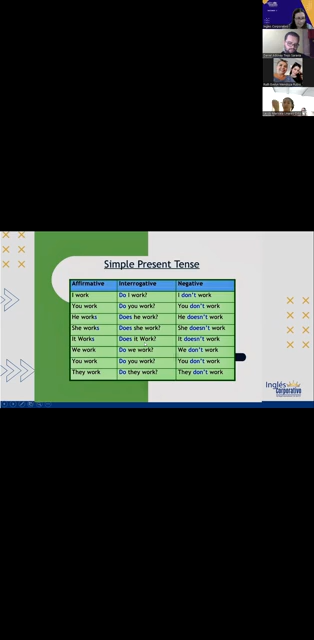 Simple Present Tense
Affirmative Interrogative Negative
I work Do I work? I don't work
You work Do you work? You don't work
He works Does he work? He doesn't work
She works Does she work? She doesn't work
It Works Does it Work? It doesn't work
We work Do we work? We don't work
You work Do you work? You don't work
They work Do they work? They don't work
Inglés
Corporativo